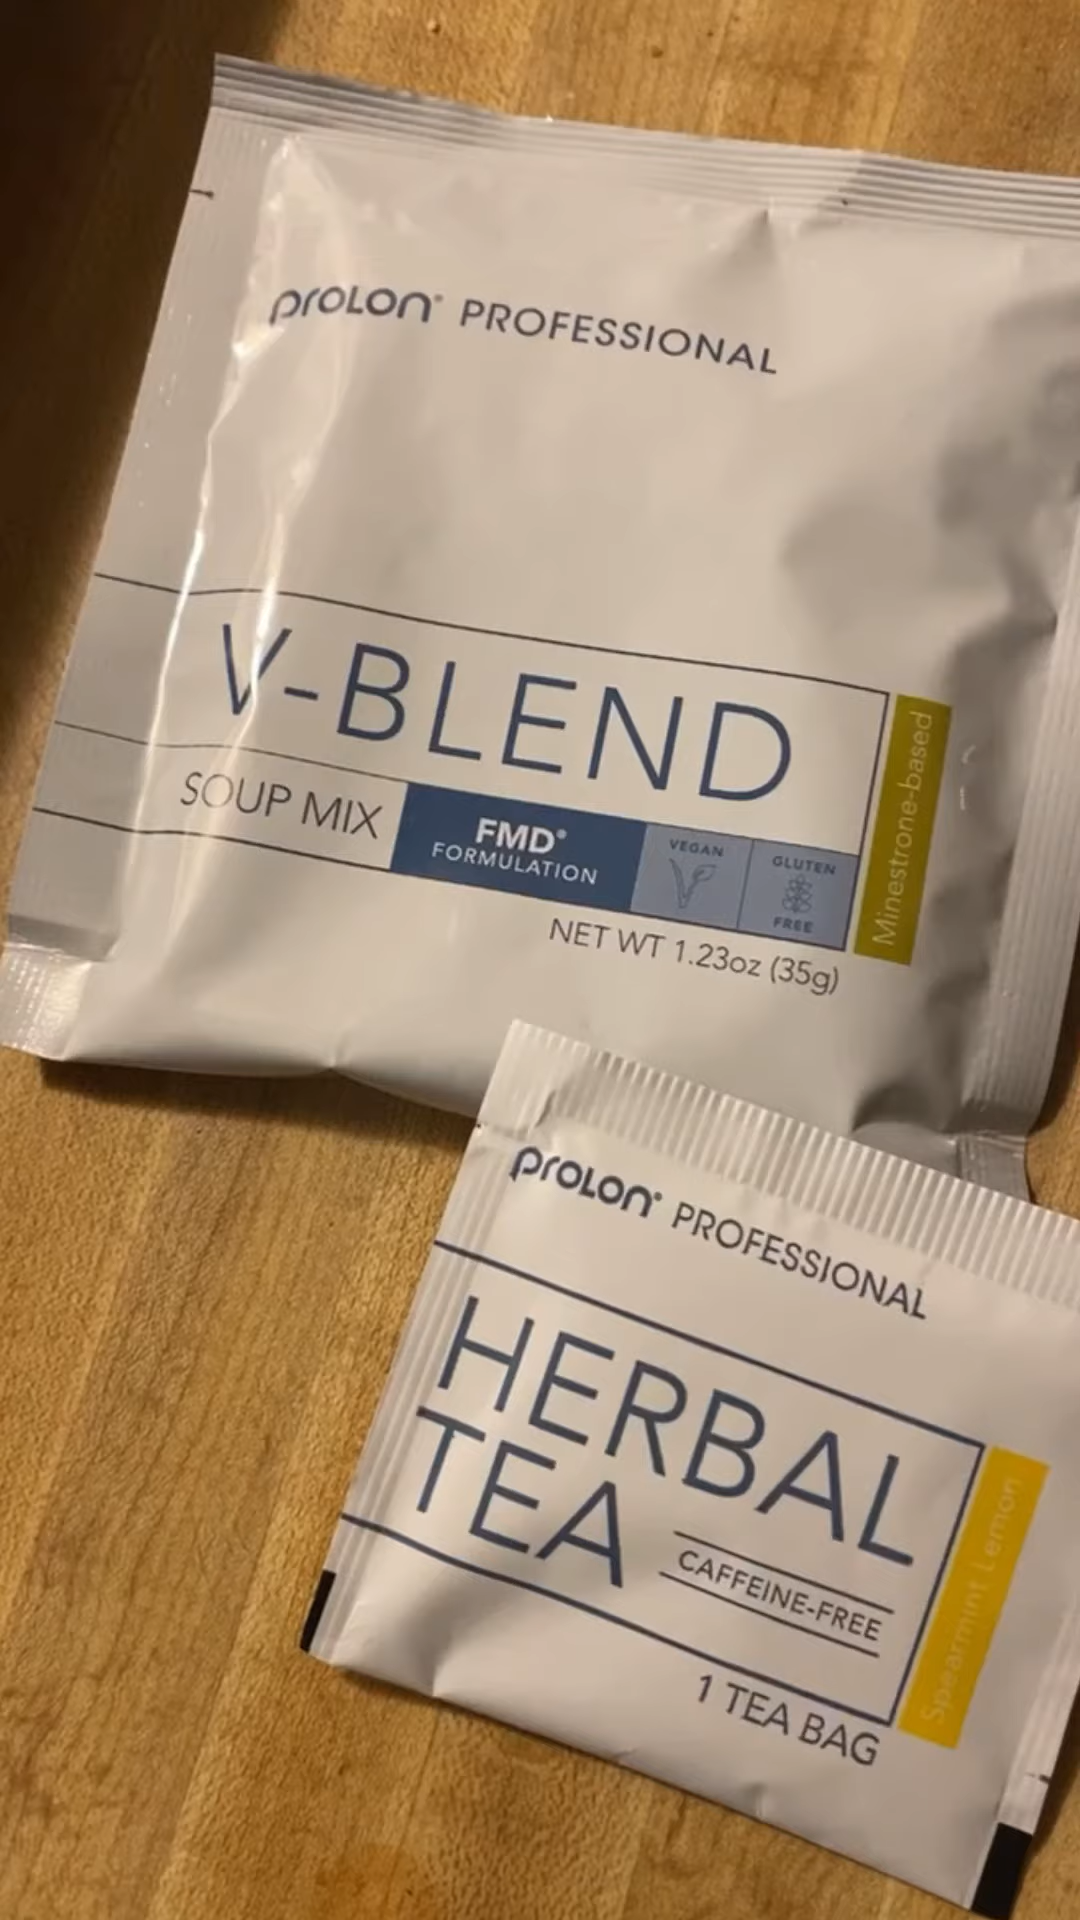 prolon® PROFESSIONAL
V-BLEND
SOUP MIX
FMD®
FORMULATION
VEGAN
GLUTEN
FREE
Minestrone-based
NET WT 1.23oz (35g)
prolon® PROFESSIONAL
HERBAL
TEA
CAFFEINE-FREE
Spearmint Lemon
1 TEA BAG